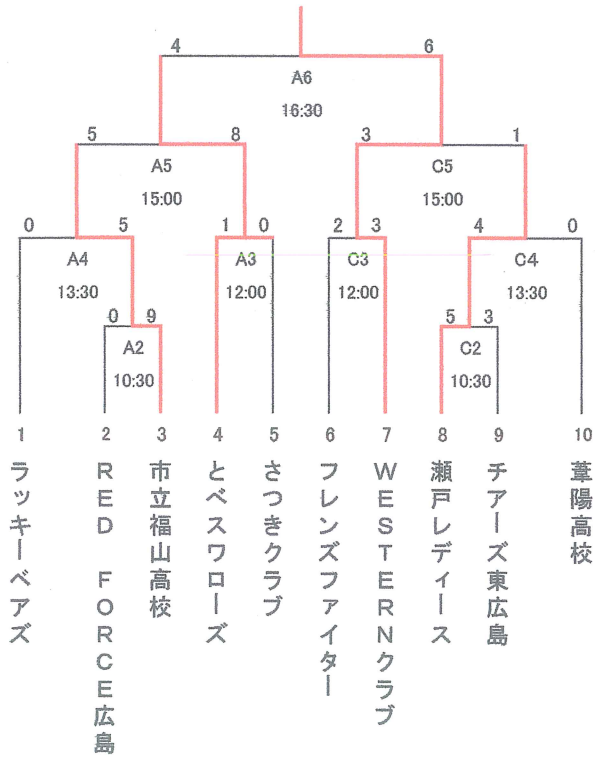 4 6
A6
16:30
5 8 3 1
A5 C5
15:00 15:00
0 5 1 0 2 3 4 0
A4 A3 C3 C4
13:30 12:00 12:00 13:30
0 9 5 3
A2 C2
10:30 10:30
1 2 3 4 5 6 7 8 9 10
ラッキーベアズ
RED FORCE広島
市立福山高校
とべスワローズ
さつきクラブ
フレンズファイター
WESTERNクラブ
瀬戸レディース
チアーズ東広島
葦陽高校